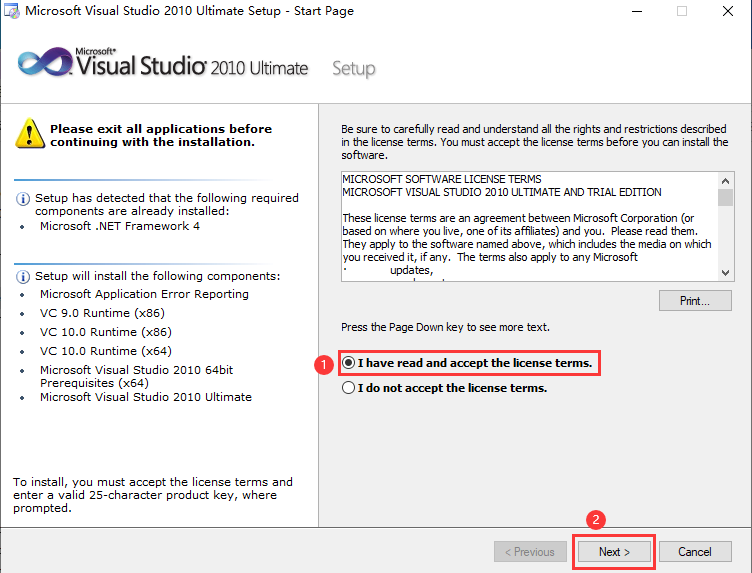 Microsoft Visual Studio 2010 Ultimate Setup - Start Page
Microsoft®
Visual Studio® 2010 Ultimate Setup
Please exit all applications before
continuing with the installation.
Setup has detected that the following required
components are already installed:
• Microsoft .NET Framework 4
Setup will install the following components:
• Microsoft Application Error Reporting
• VC 9.0 Runtime (x86)
• VC 10.0 Runtime (x86)
• VC 10.0 Runtime (x64)
• Microsoft Visual Studio 2010 64bit
Prerequisites (x64)
• Microsoft Visual Studio 2010 Ultimate
To install, you must accept the license terms and
enter a valid 25-character product key, where
prompted.
Be sure to carefully read and understand all the rights and restrictions described
in the license terms. You must accept the license terms before you can install the
software.
MICROSOFT SOFTWARE LICENSE TERMS
MICROSOFT VISUAL STUDIO 2010 ULTIMATE AND TRIAL EDITION
These license terms are an agreement between Microsoft Corporation (or
based on where you live, one of its affiliates) and you. Please read them.
They apply to the software named above, which includes the media on which
you received it, if any. The terms also apply to any Microsoft
· updates,
Print...
Press the Page Down key to see more text.
1
I have read and accept the license terms.
I do not accept the license terms.
2
< Previous
Next >
Cancel